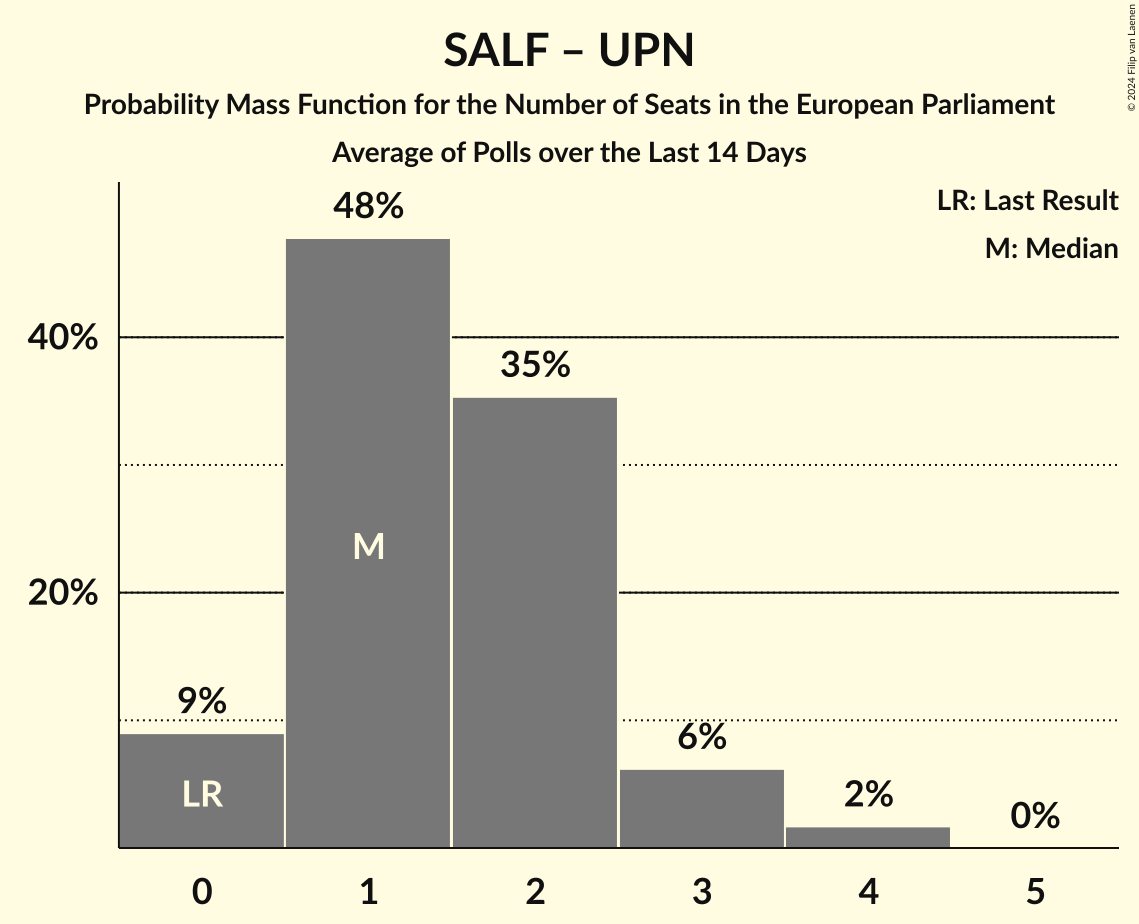 SALF – UPN
Probability Mass Function for the Number of Seats in the European Parliament
Average of Polls over the Last 14 Days
© 2024 Filip van Laenen
LR: Last Result
M: Median
48%
40%
35%
M
20%
9%
6%
LR
2%
0%
0 1 2 3 4 5